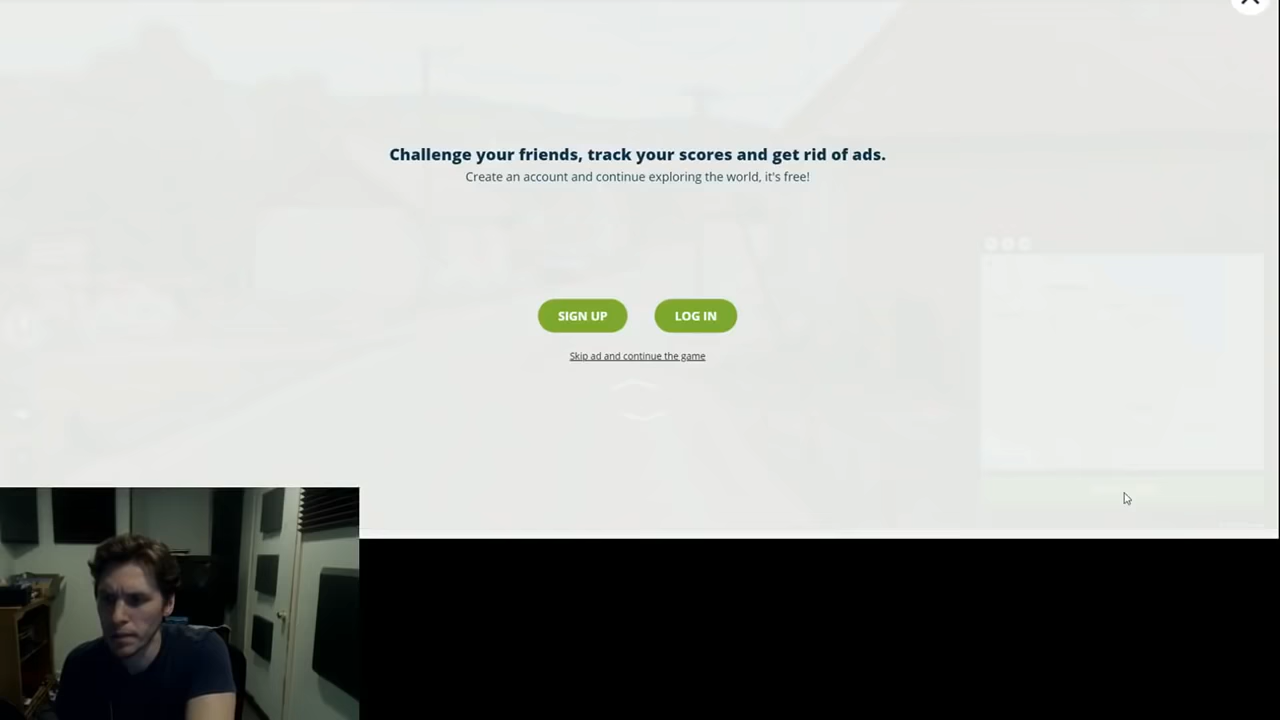 Challenge your friends, track your scores and get rid of ads.
Create an account and continue exploring the world, it's free!
SIGN UP LOG IN
Skip ad and continue the game